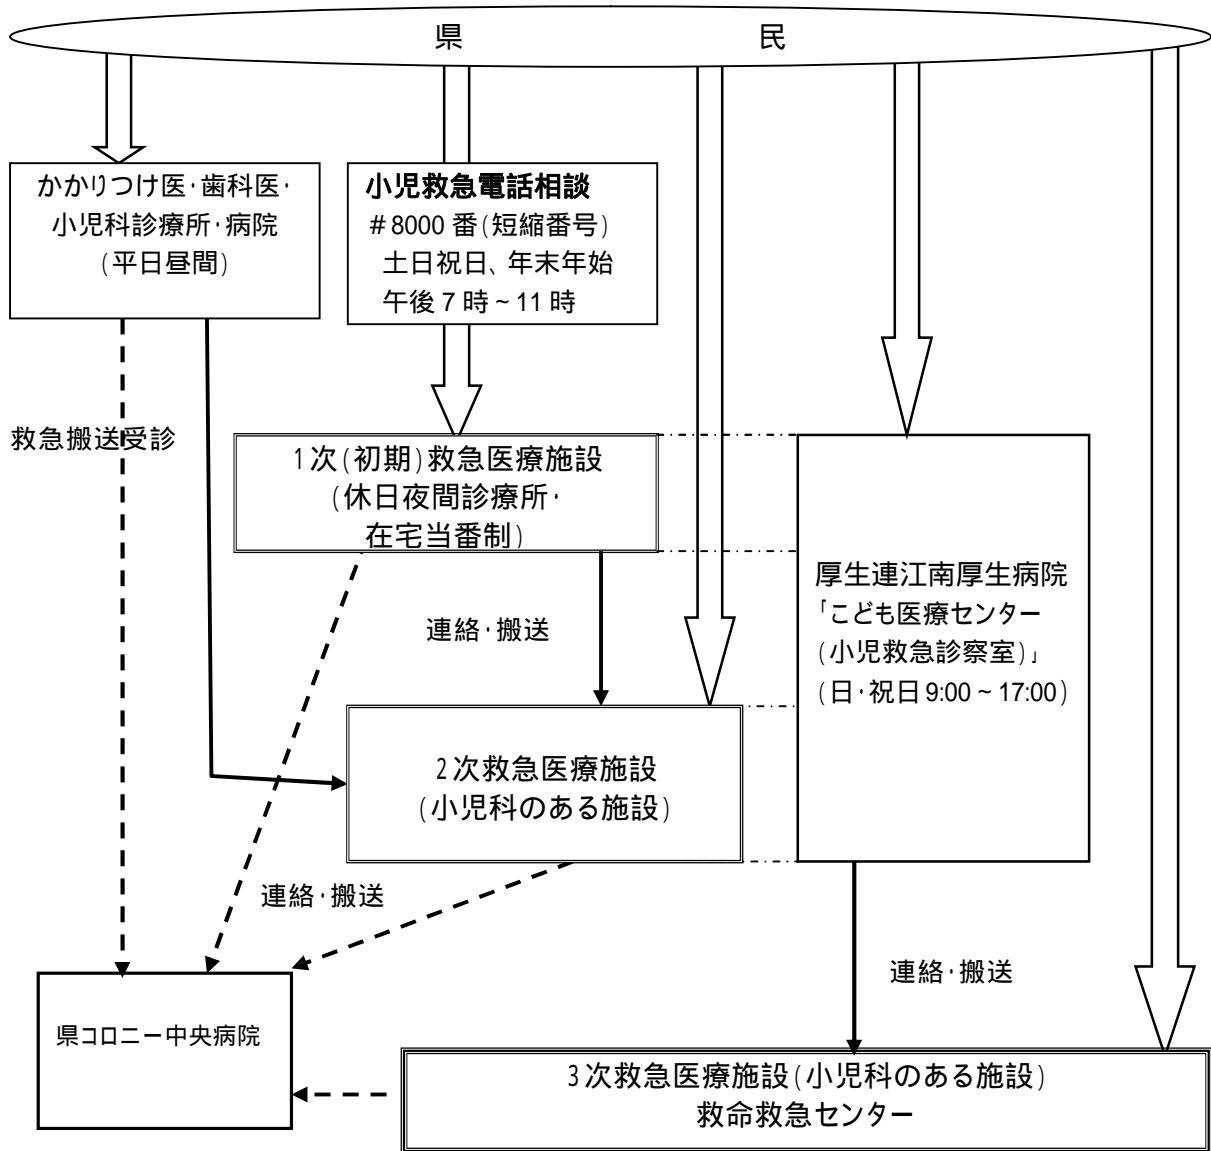 県 民
かかりつけ医・歯科医・
小児科診療所・病院
(平日昼間)
小児救急電話相談
#8000番(短縮番号)
土日祝日、年末年始
午後7時~11時
救急搬送受診
1次(初期)救急医療施設
(休日夜間診療所・
在宅当番制)
厚生連江南厚生病院
「こども医療センター
(小児救急診察室)」
(日・祝日9:00~17:00)
連絡・搬送
2次救急医療施設
(小児科のある施設)
連絡・搬送
連絡・搬送
県コロニー中央病院
3次救急医療施設(小児科のある施設)
救命救急センター